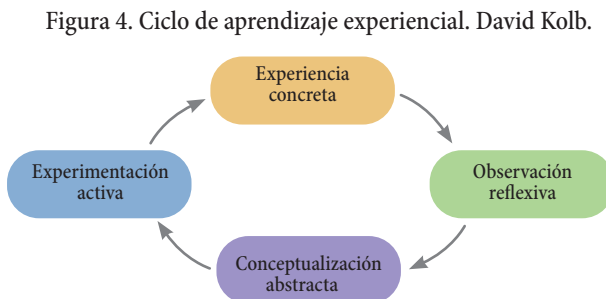 Figura 4. Ciclo de aprendizaje experiencial. David Kolb.
Experiencia
concreta
Observación
reflexiva
Conceptualización
abstracta
Experimentación
activa